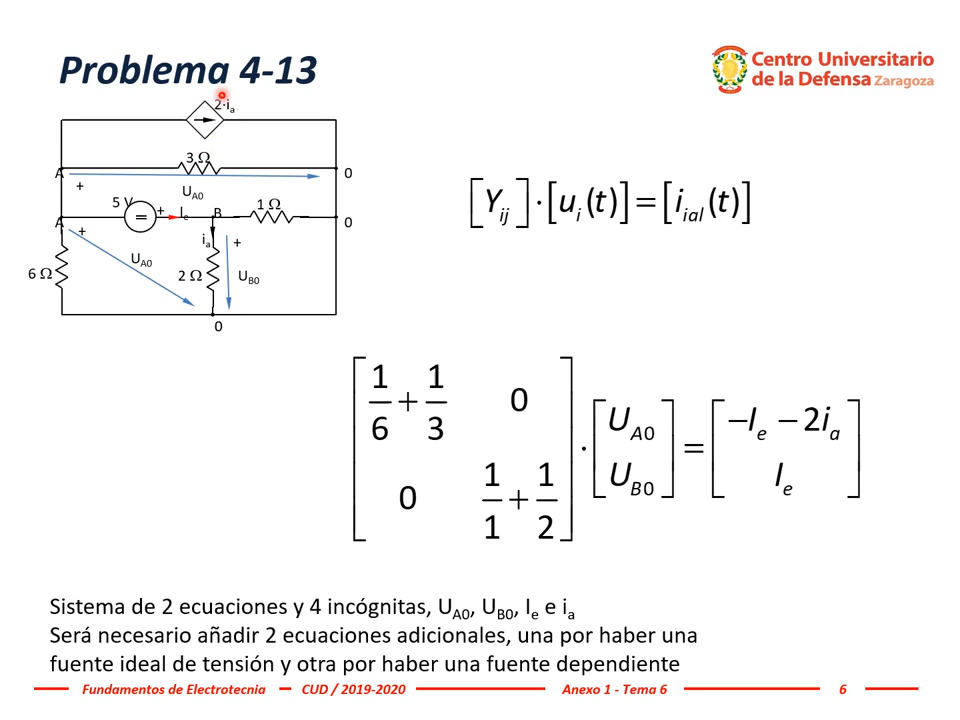 Problema 4-13
Centro Universitario
de la Defensa Zaragoza
2·iₐ
3 Ω
A
0
+
U_A0
5 V
+
I_e
B
1 Ω
=
A
0
+
iₐ
+
U_A0
6 Ω
2 Ω
U_B0
0
[Y_ij]·[u_i(t)]=[i_ial(t)]
[1/6 + 1/3 0; 0 1/1 + 1/2]·[U_A0; U_B0]=[−I_e − 2iₐ; I_e]
Sistema de 2 ecuaciones y 4 incógnitas, U_A0, U_B0, I_e e iₐ
Será necesario añadir 2 ecuaciones adicionales, una por haber una
fuente ideal de tensión y otra por haber una fuente dependiente
Fundamentos de Electrotecnia CUD / 2019-2020 Anexo 1 - Tema 6 6